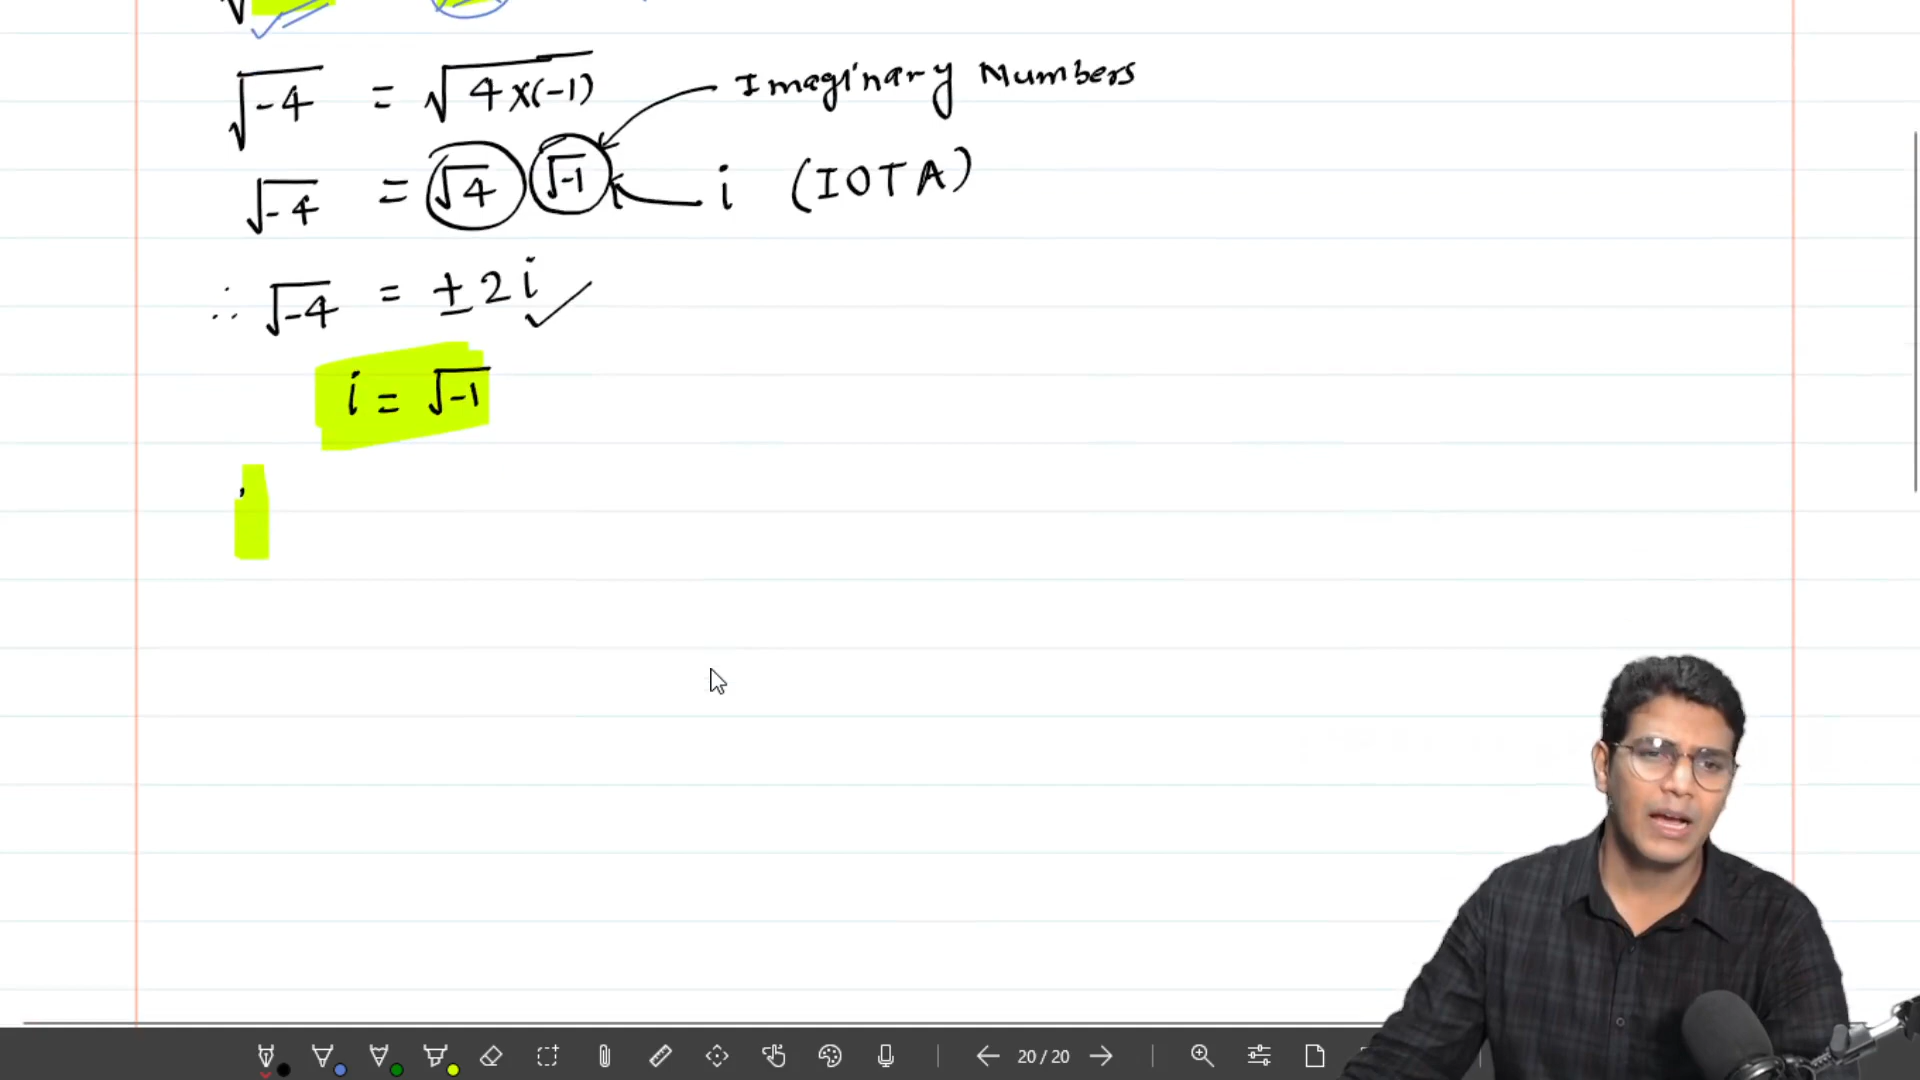 √-4 = √4×(-1) Imaginary Numbers
√-4 = √4 √-1 i (IOTA)
∴ √-4 = ±2i
i = √-1
20 / 20